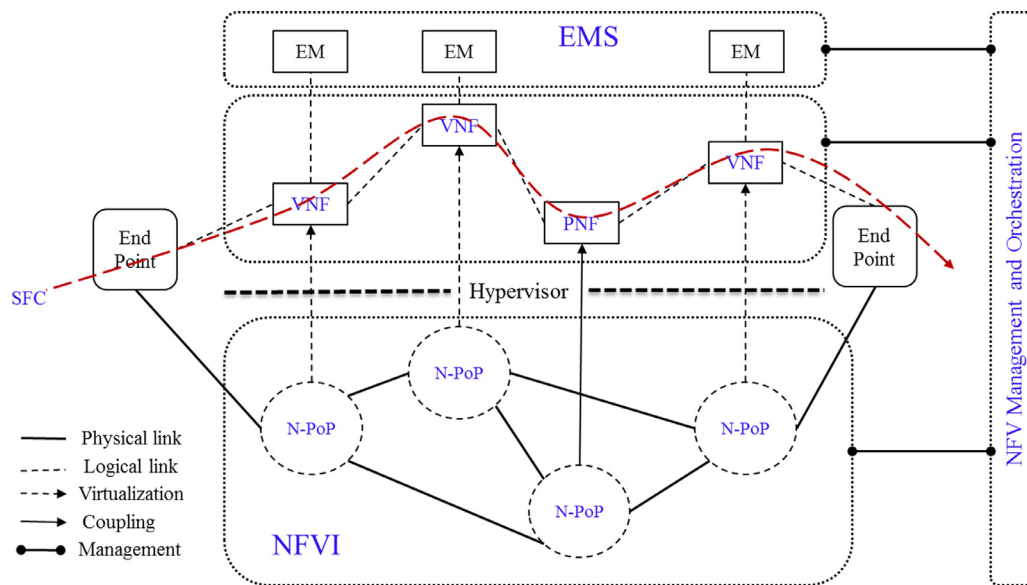 EMS
EM
EM
EM
VNF
VNF
VNF
PNF
End
Point
End
Point
SFC
Hypervisor
N-PoP
N-PoP
N-PoP
N-PoP
NFVI
Physical link
Logical link
Virtualization
Coupling
Management
NFV Management and Orchestration